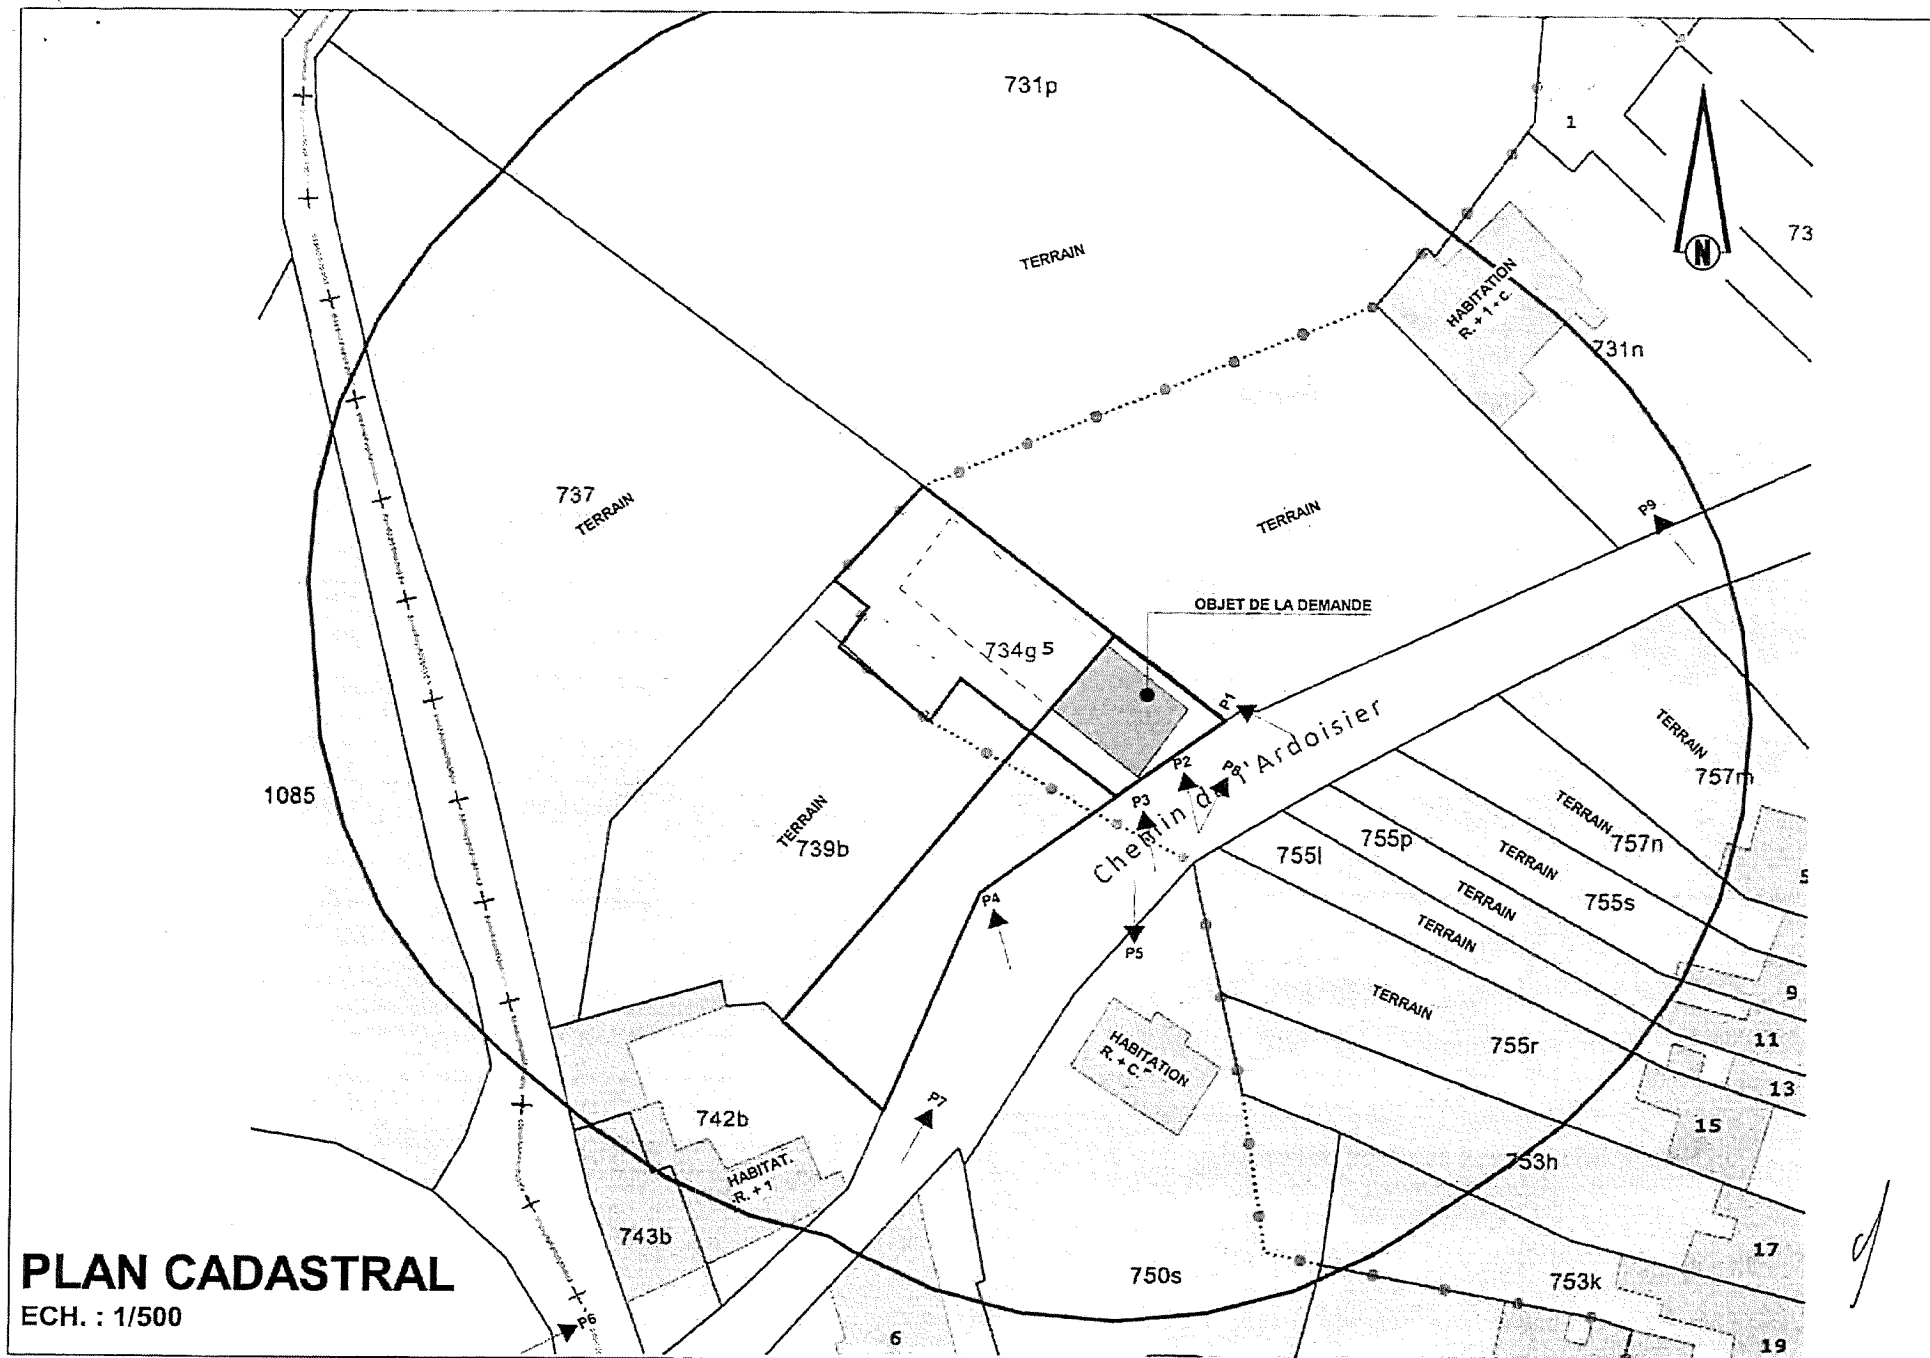 731p
1
73
TERRAIN
HABITATION
R. + 1 + C.
N
731n
737
TERRAIN
TERRAIN
P9
OBJET DE LA DEMANDE
734g 5
P1
Chemin de l'Ardoisier
P2
P8
P3
TERRAIN
757m
1085
TERRAIN
739b
TERRAIN
757n
755l
755p
TERRAIN
755s
5
TERRAIN
TERRAIN
P4
P5
TERRAIN
9
755r
11
HABITATION
R. + C.
13
P7
742b
15
HABITAT.
R. + 1
753h
743b
17
750s
753k
PLAN CADASTRAL
ECH. : 1/500
P6
6
19